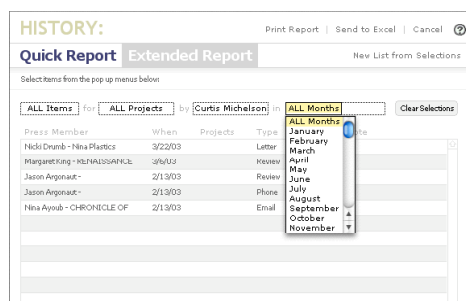 HISTORY:
Print Report | Send to Excel | Cancel ?
Quick Report Extended Report New List from Selections
Select items from the pop up menus below:
ALL Items for ALL Projects by Curtis Michelson in ALL Months Clear Selections
Press Member When Projects Type
Nicki Drumb - Nina Plastics 3/22/03 Letter
Margaret King - RENAISSANCE 3/6/03 Review
Jason Argonaut - 2/13/03 Review
Jason Argonaut - 2/13/03 Phone
Nina Ayoub - CHRONICLE OF 2/13/03 Email
ALL Months
January
February
March
April
May
June
July
August
September
October
November